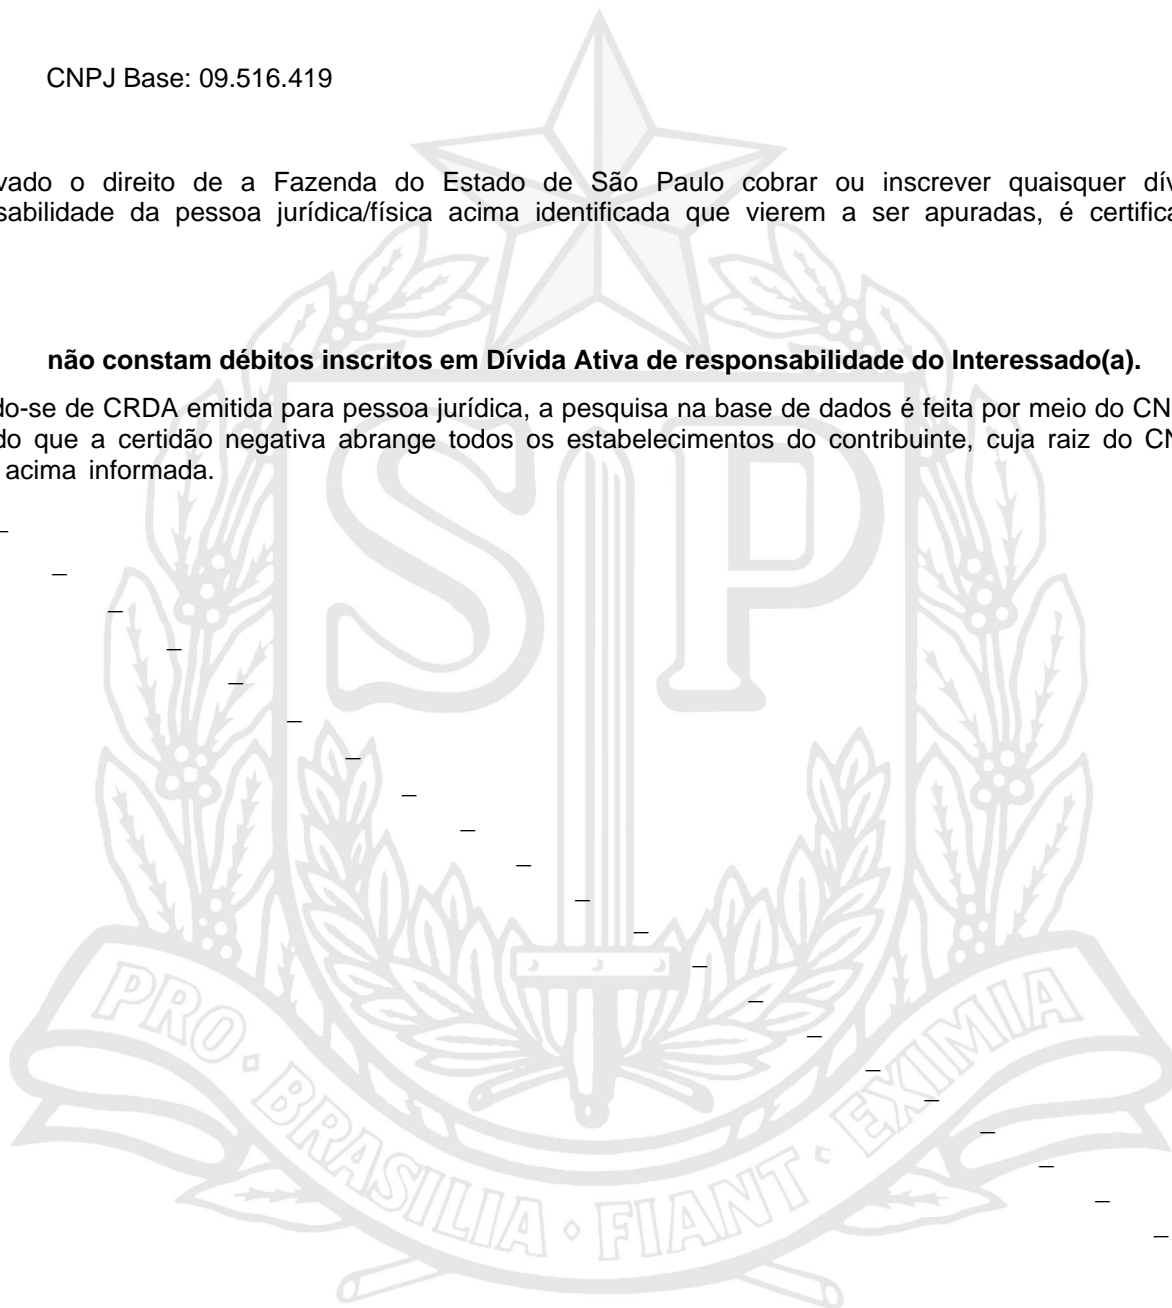 CNPJ Base: 09.516.419
vado o direito de a Fazenda do Estado de São Paulo cobrar ou inscrever quaisquer dív
sabilidade da pessoa jurídica/física acima identificada que vierem a ser apuradas, é certifica
não constam débitos inscritos em Dívida Ativa de responsabilidade do Interessado(a).
do-se de CRDA emitida para pessoa jurídica, a pesquisa na base de dados é feita por meio do CN
do que a certidão negativa abrange todos os estabelecimentos do contribuinte, cuja raiz do CN
acima informada.
SP
PRO • BRASILIA • FIANT • EXIMIA